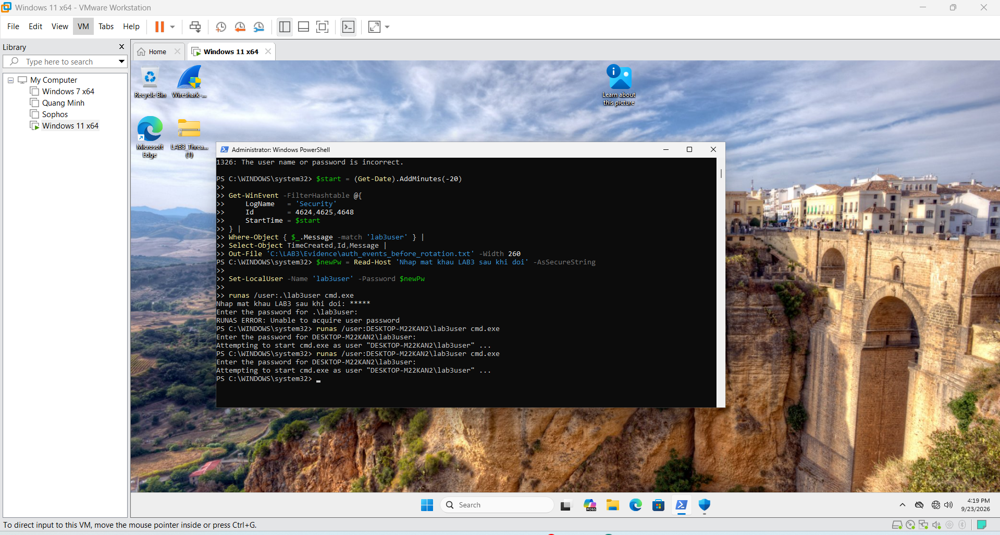 Windows 11 x64 - VMware Workstation
File Edit View VM Tabs Help
Library
Type here to search
My Computer
Windows 7 x64
Quang Minh
Sophos
Windows 11 x64
Home
Windows 11 x64
Recycle Bin
Wireshark-...
Learn about
this picture
Microsoft
Edge
LAB3_Threa...
(1)
Administrator: Windows PowerShell
1326: The user name or password is incorrect.
PS C:\WINDOWS\system32> $start = (Get-Date).AddMinutes(-20)
>>
>> Get-WinEvent -FilterHashtable @{
>>     LogName   = 'Security'
>>     Id        = 4624,4625,4648
>>     StartTime = $start
>> } |
>> Where-Object { $_.Message -match 'lab3user' } |
>> Select-Object TimeCreated,Id,Message |
>> Out-File 'C:\LAB3\Evidence\auth_events_before_rotation.txt' -Width 260
PS C:\WINDOWS\system32> $newPw = Read-Host 'Nhap mat khau LAB3 sau khi doi' -AsSecureString
>>
>> Set-LocalUser -Name 'lab3user' -Password $newPw
>>
>> runas /user:.\lab3user cmd.exe
Nhap mat khau LAB3 sau khi doi: *****
Enter the password for .\lab3user:
RUNAS ERROR: Unable to acquire user password
PS C:\WINDOWS\system32> runas /user:DESKTOP-M22KAN2\lab3user cmd.exe
Enter the password for DESKTOP-M22KAN2\lab3user:
Attempting to start cmd.exe as user "DESKTOP-M22KAN2\lab3user" ...
PS C:\WINDOWS\system32> runas /user:DESKTOP-M22KAN2\lab3user cmd.exe
Enter the password for DESKTOP-M22KAN2\lab3user:
Attempting to start cmd.exe as user "DESKTOP-M22KAN2\lab3user" ...
PS C:\WINDOWS\system32>
Search
M365
4:19 PM
9/23/2026
To direct input to this VM, move the mouse pointer inside or press Ctrl+G.